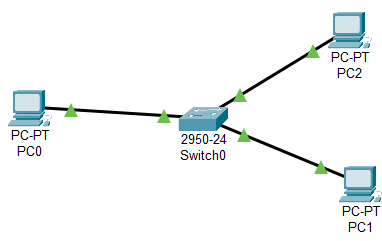 PC-PT
PC2
2950-24
Switch0
PC-PT
PC0
PC-PT
PC1